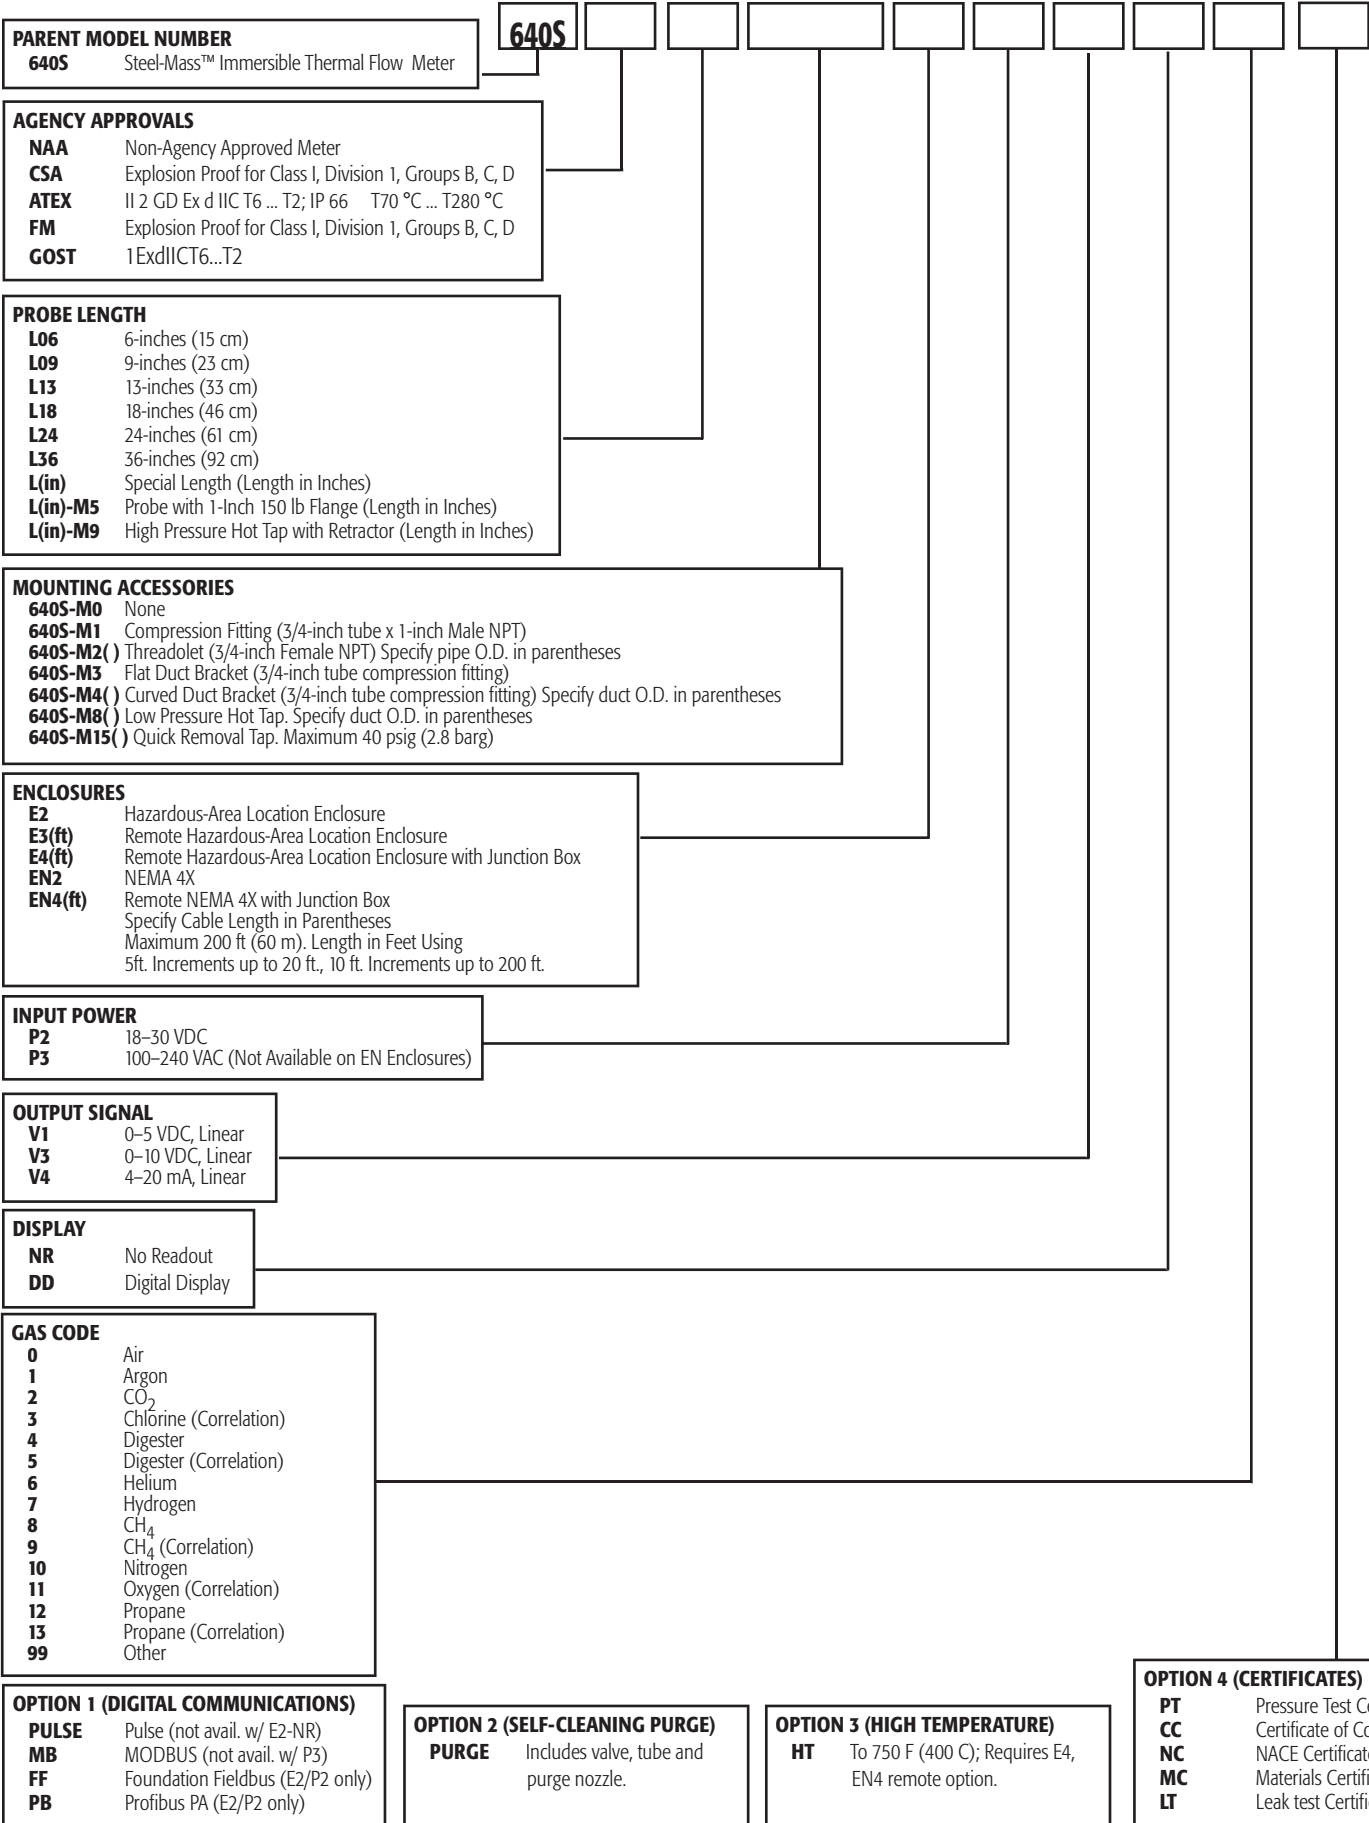 640S
PARENT MODEL NUMBER
640S Steel-Mass™ Immersible Thermal Flow Meter
AGENCY APPROVALS
NAA Non-Agency Approved Meter
CSA Explosion Proof for Class I, Division 1, Groups B, C, D
ATEX II 2 GD Ex d IIC T6 ... T2; IP 66 T70 °C ... T280 °C
FM Explosion Proof for Class I, Division 1, Groups B, C, D
GOST 1ExdIICT6...T2
PROBE LENGTH
L06 6-inches (15 cm)
L09 9-inches (23 cm)
L13 13-inches (33 cm)
L18 18-inches (46 cm)
L24 24-inches (61 cm)
L36 36-inches (92 cm)
L(in) Special Length (Length in Inches)
L(in)-M5 Probe with 1-Inch 150 lb Flange (Length in Inches)
L(in)-M9 High Pressure Hot Tap with Retractor (Length in Inches)
MOUNTING ACCESSORIES
640S-M0 None
640S-M1 Compression Fitting (3/4-inch tube x 1-inch Male NPT)
640S-M2( ) Threadolet (3/4-inch Female NPT) Specify pipe O.D. in parentheses
640S-M3 Flat Duct Bracket (3/4-inch tube compression fitting)
640S-M4( ) Curved Duct Bracket (3/4-inch tube compression fitting) Specify duct O.D. in parentheses
640S-M8( ) Low Pressure Hot Tap. Specify duct O.D. in parentheses
640S-M15( ) Quick Removal Tap. Maximum 40 psig (2.8 barg)
ENCLOSURES
E2 Hazardous-Area Location Enclosure
E3(ft) Remote Hazardous-Area Location Enclosure
E4(ft) Remote Hazardous-Area Location Enclosure with Junction Box
EN2 NEMA 4X
EN4(ft) Remote NEMA 4X with Junction Box
Specify Cable Length in Parentheses
Maximum 200 ft (60 m). Length in Feet Using
5ft. Increments up to 20 ft., 10 ft. Increments up to 200 ft.
INPUT POWER
P2 18–30 VDC
P3 100–240 VAC (Not Available on EN Enclosures)
OUTPUT SIGNAL
V1 0–5 VDC, Linear
V3 0–10 VDC, Linear
V4 4–20 mA, Linear
DISPLAY
NR No Readout
DD Digital Display
GAS CODE
0 Air
1 Argon
2 CO2
3 Chlorine (Correlation)
4 Digester
5 Digester (Correlation)
6 Helium
7 Hydrogen
8 CH4
9 CH4 (Correlation)
10 Nitrogen
11 Oxygen (Correlation)
12 Propane
13 Propane (Correlation)
99 Other
OPTION 1 (DIGITAL COMMUNICATIONS)
PULSE Pulse (not avail. w/ E2-NR)
MB MODBUS (not avail. w/ P3)
FF Foundation Fieldbus (E2/P2 only)
PB Profibus PA (E2/P2 only)
OPTION 2 (SELF-CLEANING PURGE)
PURGE Includes valve, tube and
purge nozzle.
OPTION 3 (HIGH TEMPERATURE)
HT To 750 F (400 C); Requires E4,
EN4 remote option.
OPTION 4 (CERTIFICATES)
PT Pressure Test
CC Certificate of
NC NACE
MC Materials
LT Leak test